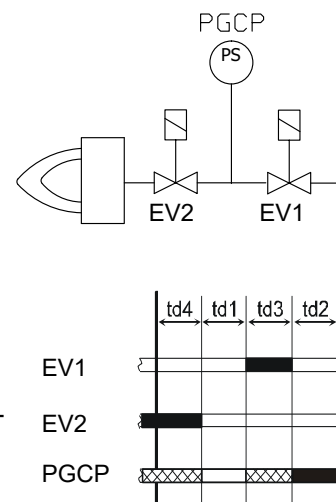 PGCP
PS
EV2 EV1
td4 td1 td3 td2
EV1
EV2
PGCP